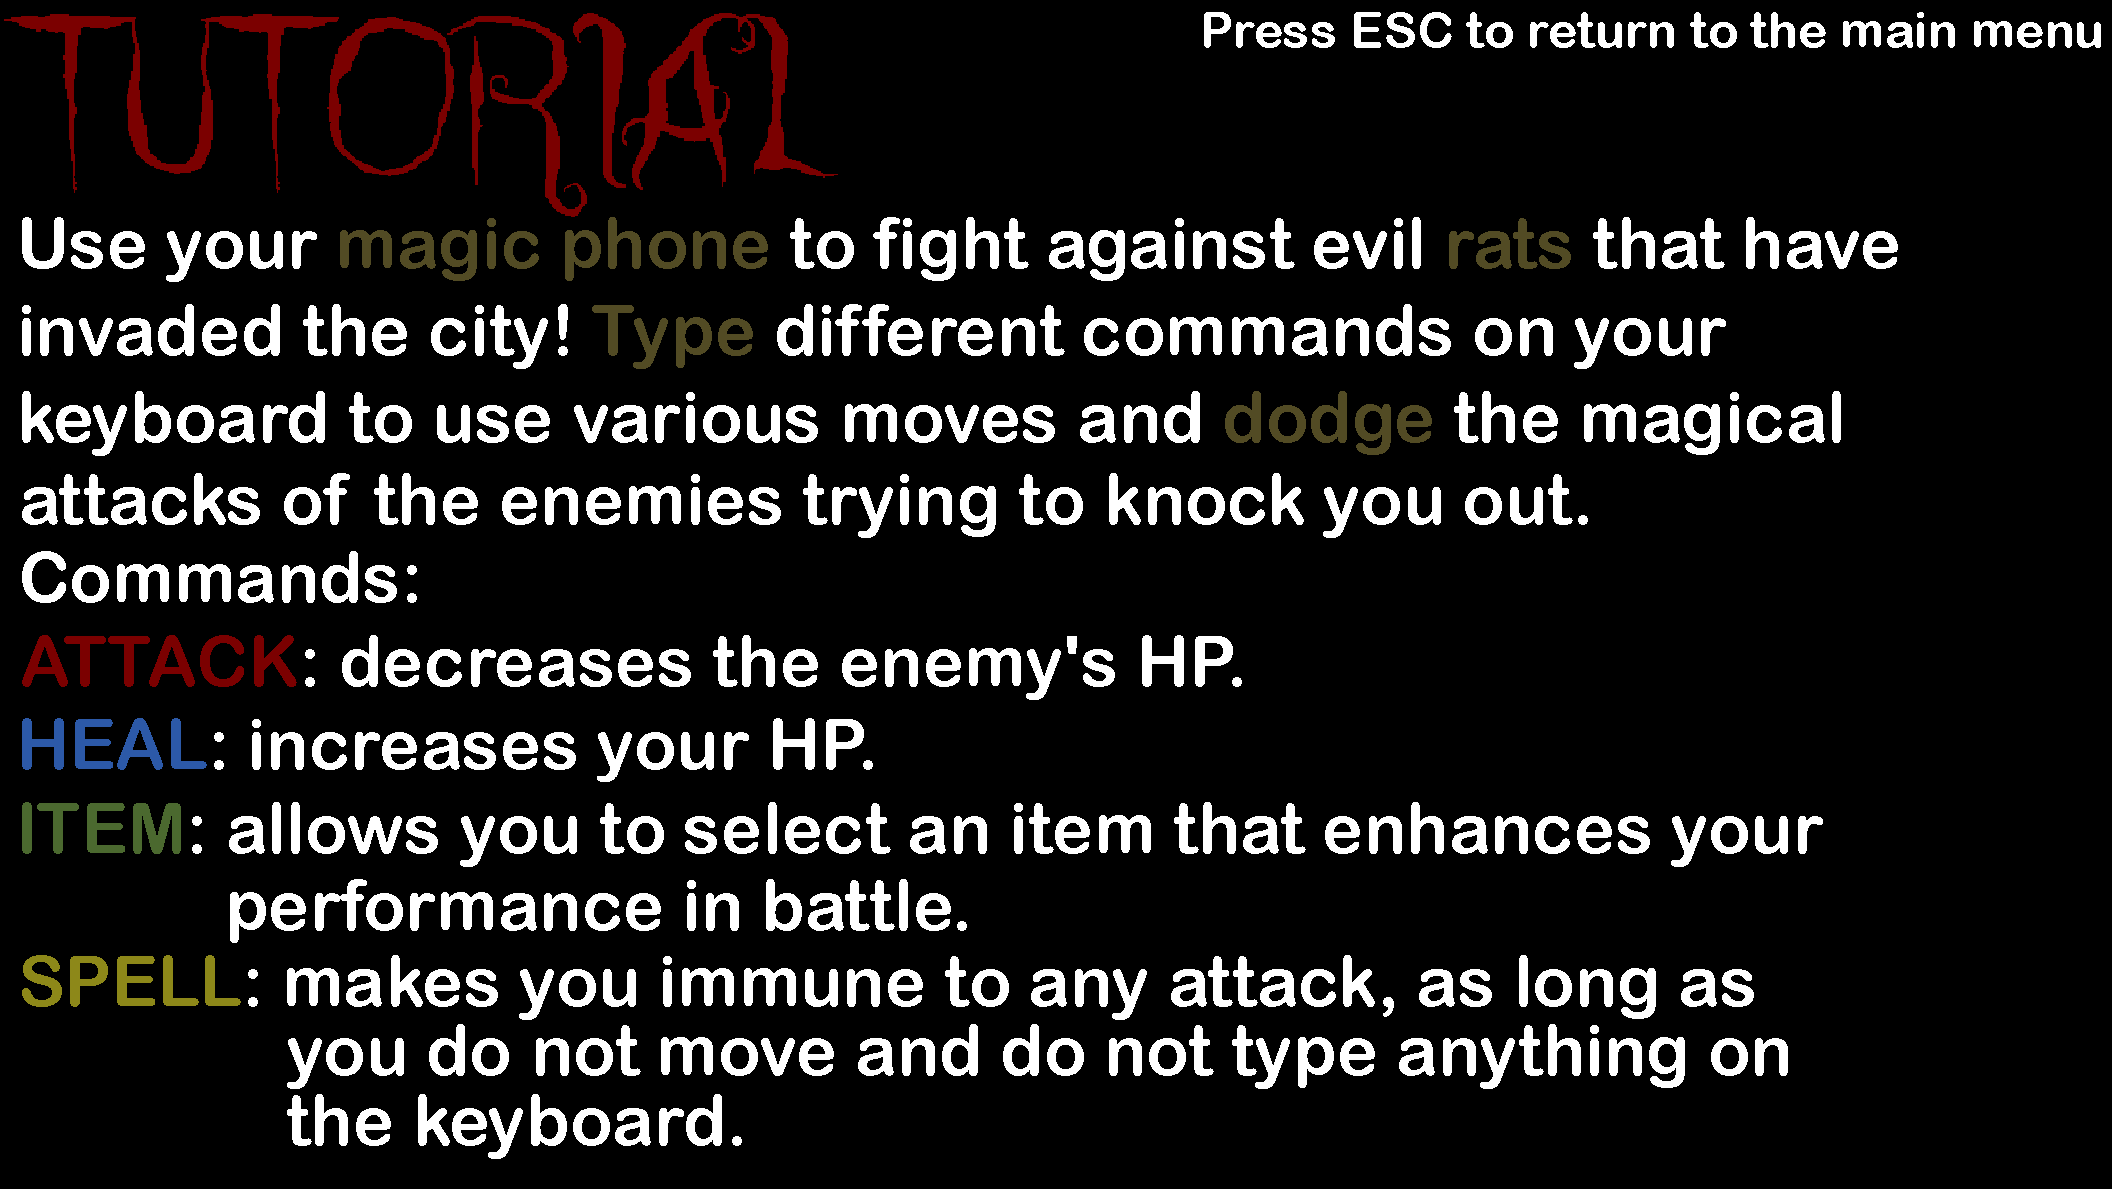 TUTORIAL
Press ESC to return to the main menu
Use your magic phone to fight against evil rats that have
invaded the city! Type different commands on your
keyboard to use various moves and dodge the magical
attacks of the enemies trying to knock you out.
Commands:
ATTACK: decreases the enemy's HP.
HEAL: increases your HP.
ITEM: allows you to select an item that enhances your
performance in battle.
SPELL: makes you immune to any attack, as long as
you do not move and do not type anything on
the keyboard.